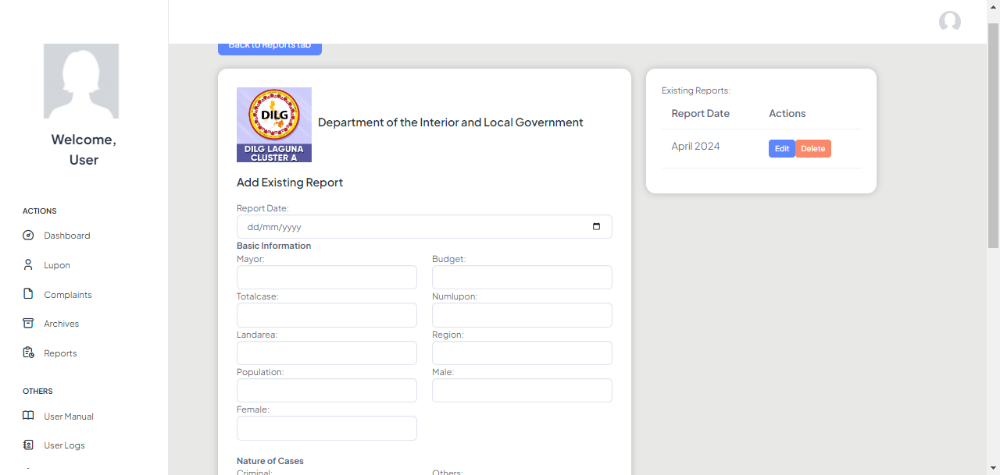 Welcome,
User
ACTIONS
Dashboard
Lupon
Complaints
Archives
Reports
OTHERS
User Manual
User Logs
Back to Reports tab
DILG
DILG LAGUNA
CLUSTER A
Department of the Interior and Local Government
Add Existing Report
Report Date:
dd/mm/yyyy
Basic Information
Mayor: Budget:
Totalcase: Numlupon:
Landarea: Region:
Population: Male:
Female:
Nature of Cases
Criminal: Others:
Existing Reports:
Report Date Actions
April 2024 Edit Delete